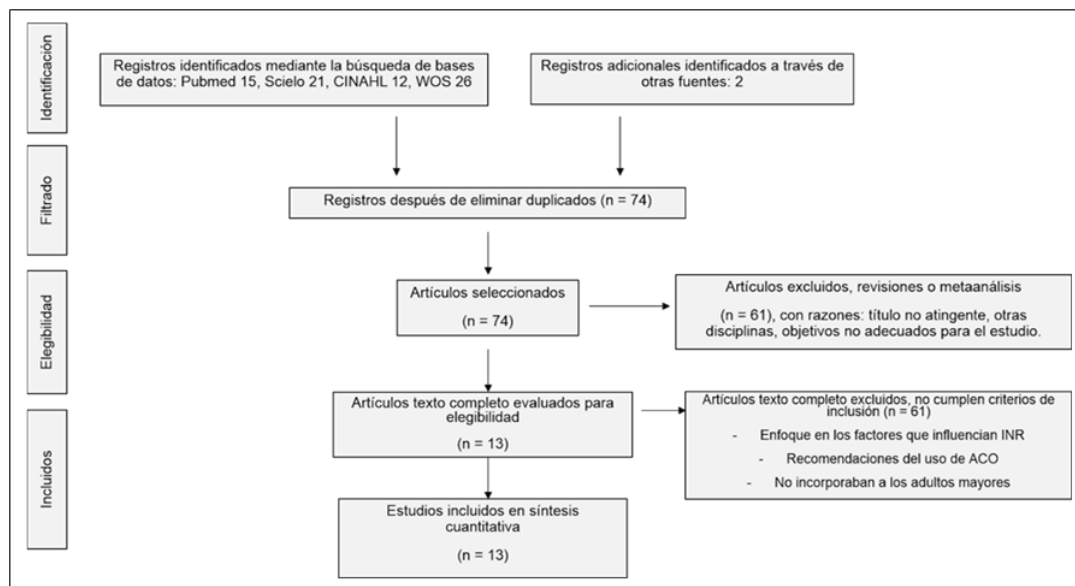 Identificación
Registros identificados mediante la búsqueda de bases
de datos: Pubmed 15, Scielo 21, CINAHL 12, WOS 26
Registros adicionales identificados a través de
otras fuentes: 2
Filtrado
Registros después de eliminar duplicados (n = 74)
Elegibilidad
Artículos seleccionados
(n = 74)
Artículos excluidos, revisiones o metaanálisis
(n = 61), con razones: título no atingente, otras
disciplinas, objetivos no adecuados para el estudio.
Incluidos
Artículos texto completo evaluados para
elegibilidad
(n = 13)
Artículos texto completo excluidos, no cumplen criterios de
inclusión (n = 61)
- Enfoque en los factores que influencian INR
- Recomendaciones del uso de ACO
- No incorporaban a los adultos mayores
Estudios incluidos en síntesis
cuantitativa
(n = 13)